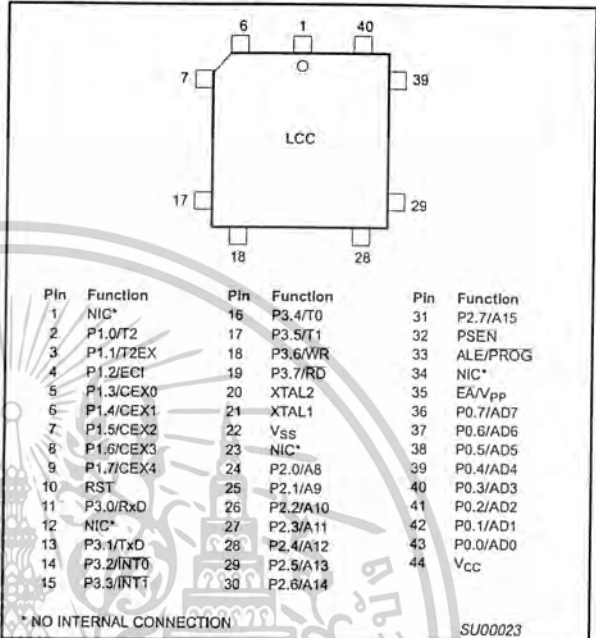 6 1 40
7 39
LCC
17 29
18 28
Pin Function Pin Function Pin Function
1 NIC* 16 P3.4/T0 31 P2.7/A15
2 P1.0/T2 17 P3.5/T1 32 PSEN
3 P1.1/T2EX 18 P3.6/WR 33 ALE/PROG
4 P1.2/ECI 19 P3.7/RD 34 NIC*
5 P1.3/CEX0 20 XTAL2 35 EA/VPP
6 P1.4/CEX1 21 XTAL1 36 P0.7/AD7
7 P1.5/CEX2 22 VSS 37 P0.6/AD6
8 P1.6/CEX3 23 NIC* 38 P0.5/AD5
9 P1.7/CEX4 24 P2.0/A8 39 P0.4/AD4
10 RST 25 P2.1/A9 40 P0.3/AD3
11 P3.0/RxD 26 P2.2/A10 41 P0.2/AD2
12 NIC* 27 P2.3/A11 42 P0.1/AD1
13 P3.1/TxD 28 P2.4/A12 43 P0.0/AD0
14 P3.2/INT0 29 P2.5/A13 44 VCC
15 P3.3/INT1 30 P2.6/A14
* NO INTERNAL CONNECTION
SU00023